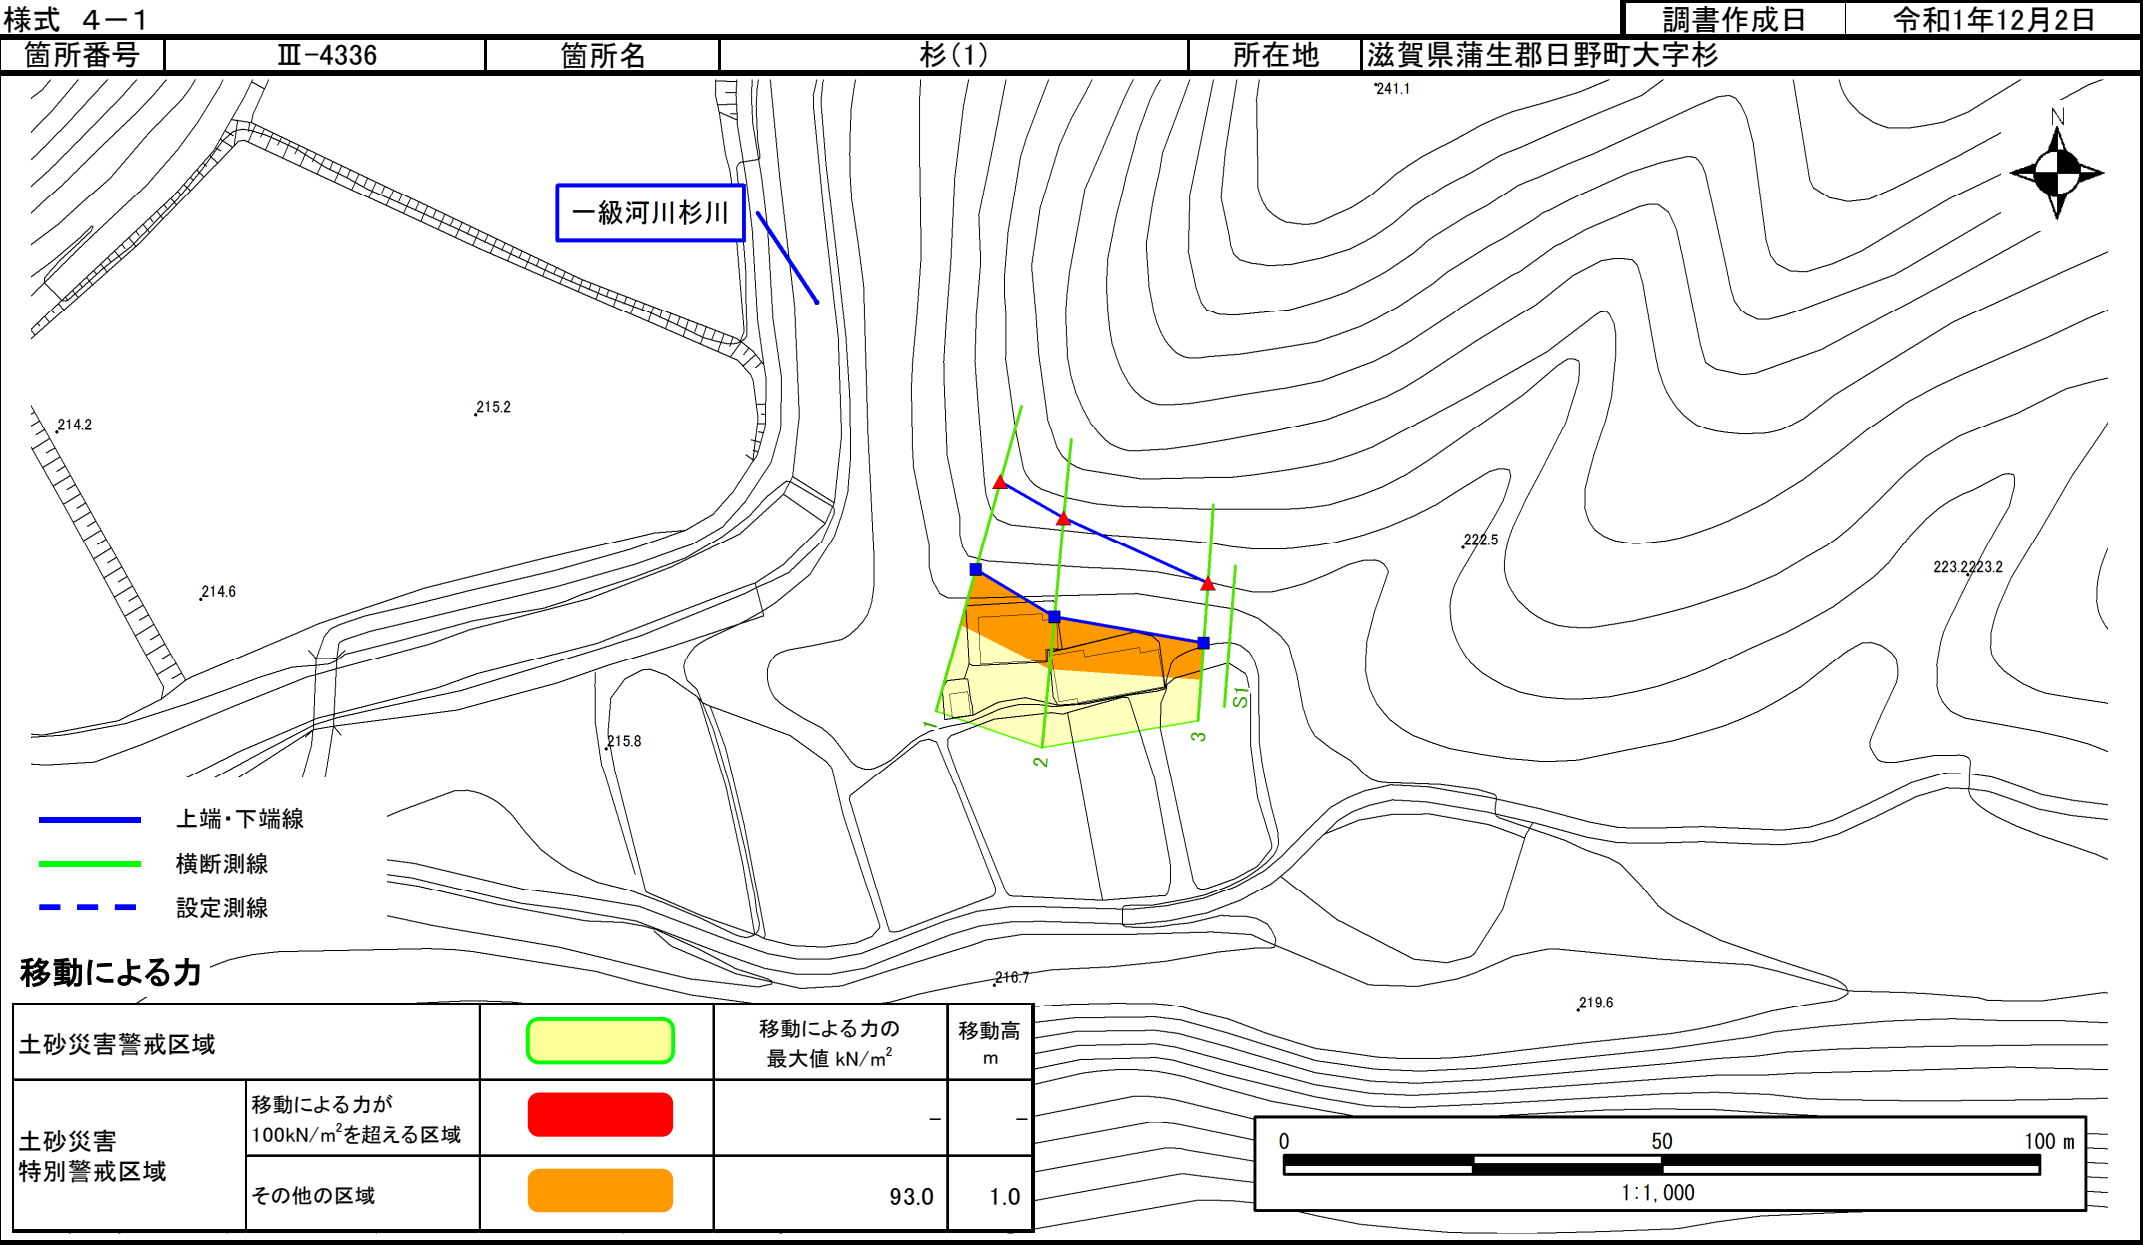 様式 4－1
調書作成日 令和1年12月2日
箇所番号 Ⅲ-4336 箇所名 杉(1) 所在地 滋賀県蒲生郡日野町大字杉
241.1
N
一級河川杉川
215.2
214.2
222.5
223.2223.2
214.6
S1
1
215.8
3
2
上端・下端線
横断測線
設定測線
移動による力
216.7
219.6
土砂災害警戒区域
移動による力の
最大値 kN/m²
移動高
m
土砂災害
特別警戒区域
移動による力が
100kN/m²を超える区域
－ －
その他の区域
93.0 1.0
0 50 100 m
1:1,000